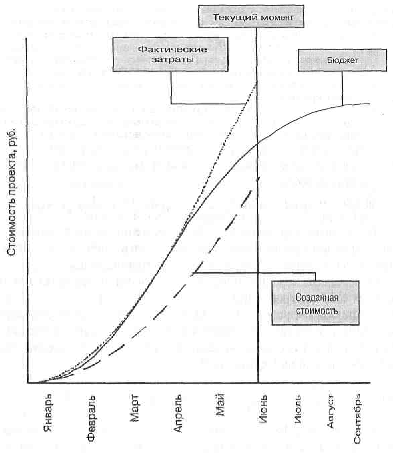 Текущий момент
Фактические
затраты
Бюджет
Стоимость проекта, руб.
Созданная
стоимость
Январь
Февраль
Март
Апрель
Май
Июнь
Июль
Август
Сентябрь